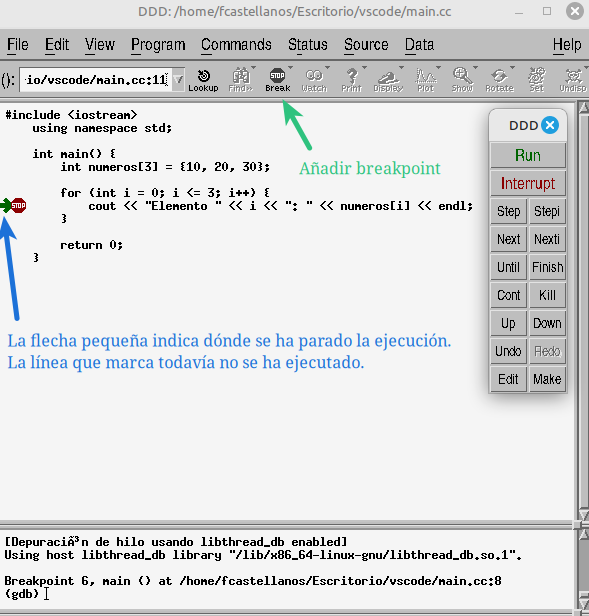 DDD: /home/fcastellanos/Escritorio/vscode/main.cc
File Edit View Program Commands Status Source Data Help
(): io/vscode/main.cc:11 Lookup Find» Break Watch Print Display Plot Show Rotate Set Undisp
#include <iostream>
using namespace std;
int main() {
int numeros[3] = {10, 20, 30};
for (int i = 0; i <= 3; i++) {
STOP cout << "Elemento " << i << ": " << numeros[i] << endl;
}
return 0;
}
Añadir breakpoint
La flecha pequeña indica dónde se ha parado la ejecución.
La línea que marca todavía no se ha ejecutado.
DDD
Run
Interrupt
Step Stepi
Next Nexti
Until Finish
Cont Kill
Up Down
Undo Redo
Edit Make
[Depuración de hilo usando libthread_db enabled]
Using host libthread_db library "/lib/x86_64-linux-gnu/libthread_db.so.1".
Breakpoint 6, main () at /home/fcastellanos/Escritorio/vscode/main.cc:8
(gdb)